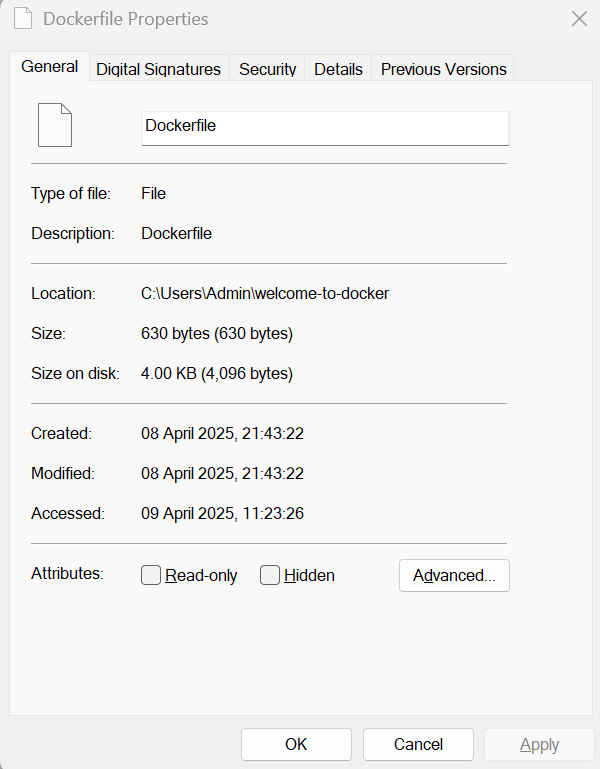 Dockerfile Properties
General Digital Signatures Security Details Previous Versions
Dockerfile
Type of file: File
Description: Dockerfile
Location: C:\Users\Admin\welcome-to-docker
Size: 630 bytes (630 bytes)
Size on disk: 4.00 KB (4,096 bytes)
Created: 08 April 2025, 21:43:22
Modified: 08 April 2025, 21:43:22
Accessed: 09 April 2025, 11:23:26
Attributes: Read-only Hidden Advanced...
OK Cancel Apply